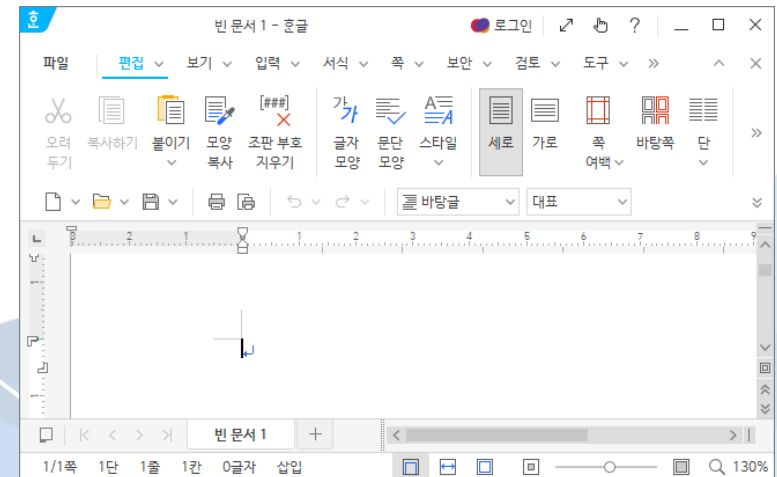 빈 문서 1 - 흔글 로그인 ?
파일 편집 보기 입력 서식 쪽 보안 검토 도구
[###] 가가 가가 가
오려두기 복사하기 붙이기 모양 복사 조판 부호 지우기 글자 모양 문단 모양 스타일 세로 가로 쪽 여백 바탕쪽 단
바탕글 대표
3 2 1 1 2 3 4 5 6 7 8 9
빈 문서 1
1/1쪽 1단 1줄 1칸 0글자 삽입 130%